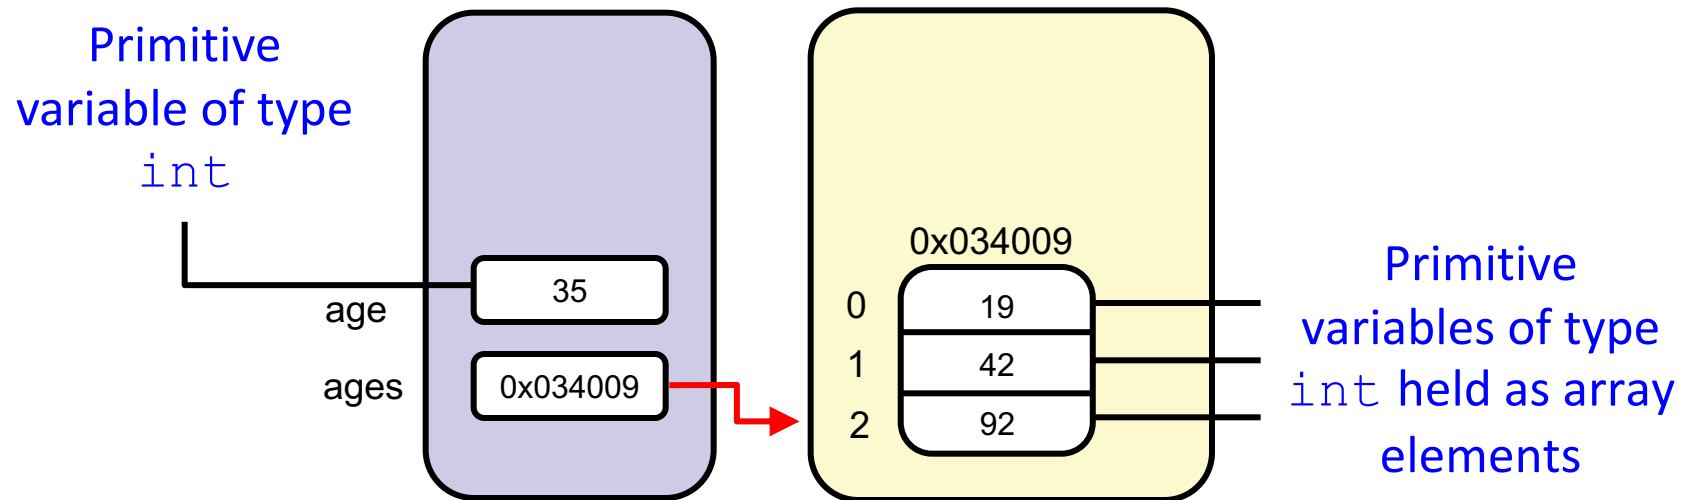 Primitive
variable of type
int
age
35
ages
0x034009
0x034009
0
19
1
42
2
92
Primitive
variables of type
int held as array
elements